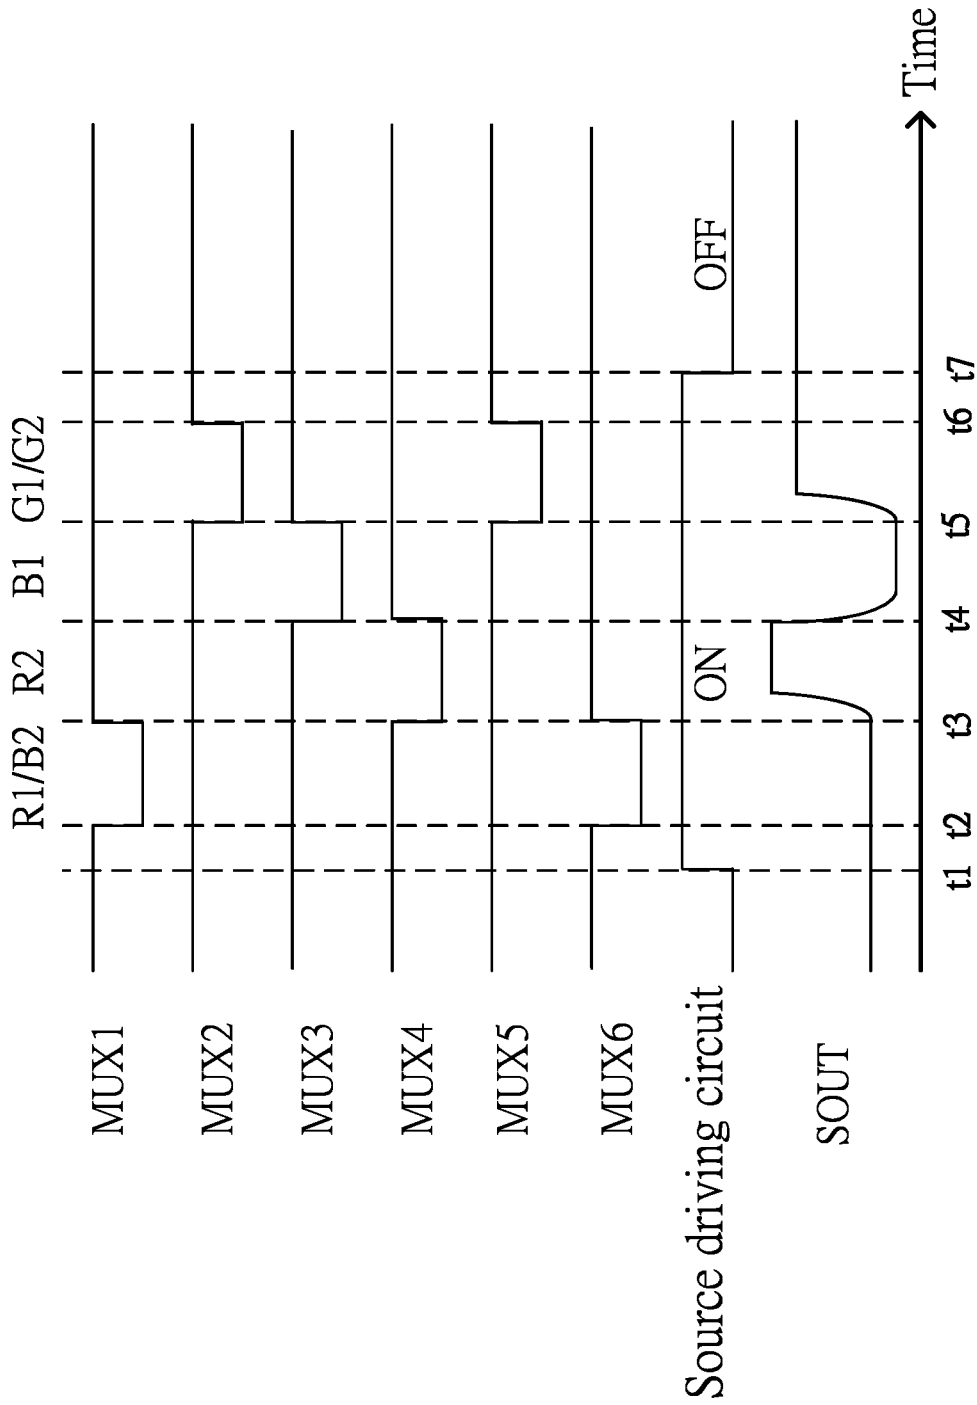 R1/B2 R2 B1 G1/G2
MUX1
MUX2
MUX3
MUX4
MUX5
MUX6
Source driving circuit ON OFF
SOUT
Time
t1 t2 t3 t4 t5 t6 t7